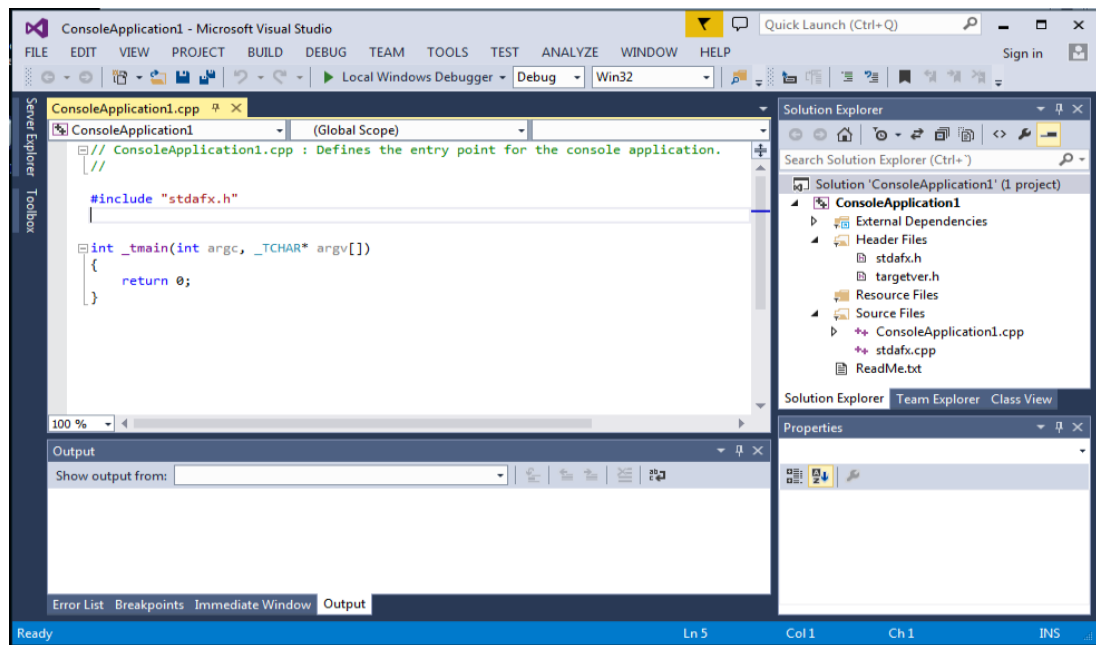 ConsoleApplication1 - Microsoft Visual Studio
Quick Launch (Ctrl+Q)
FILE EDIT VIEW PROJECT BUILD DEBUG TEAM TOOLS TEST ANALYZE WINDOW HELP
Sign in
Local Windows Debugger Debug Win32
Server Explorer
Toolbox
ConsoleApplication1.cpp
ConsoleApplication1 (Global Scope)
// ConsoleApplication1.cpp : Defines the entry point for the console application.
//
#include "stdafx.h"
int _tmain(int argc, _TCHAR* argv[])
{
return 0;
}
100 %
Output
Show output from:
Error List Breakpoints Immediate Window Output
Solution Explorer
Search Solution Explorer (Ctrl+¨)
Solution 'ConsoleApplication1' (1 project)
ConsoleApplication1
External Dependencies
Header Files
stdafx.h
targetver.h
Resource Files
Source Files
ConsoleApplication1.cpp
stdafx.cpp
ReadMe.txt
Solution Explorer Team Explorer Class View
Properties
Ready Ln 5 Col 1 Ch 1 INS